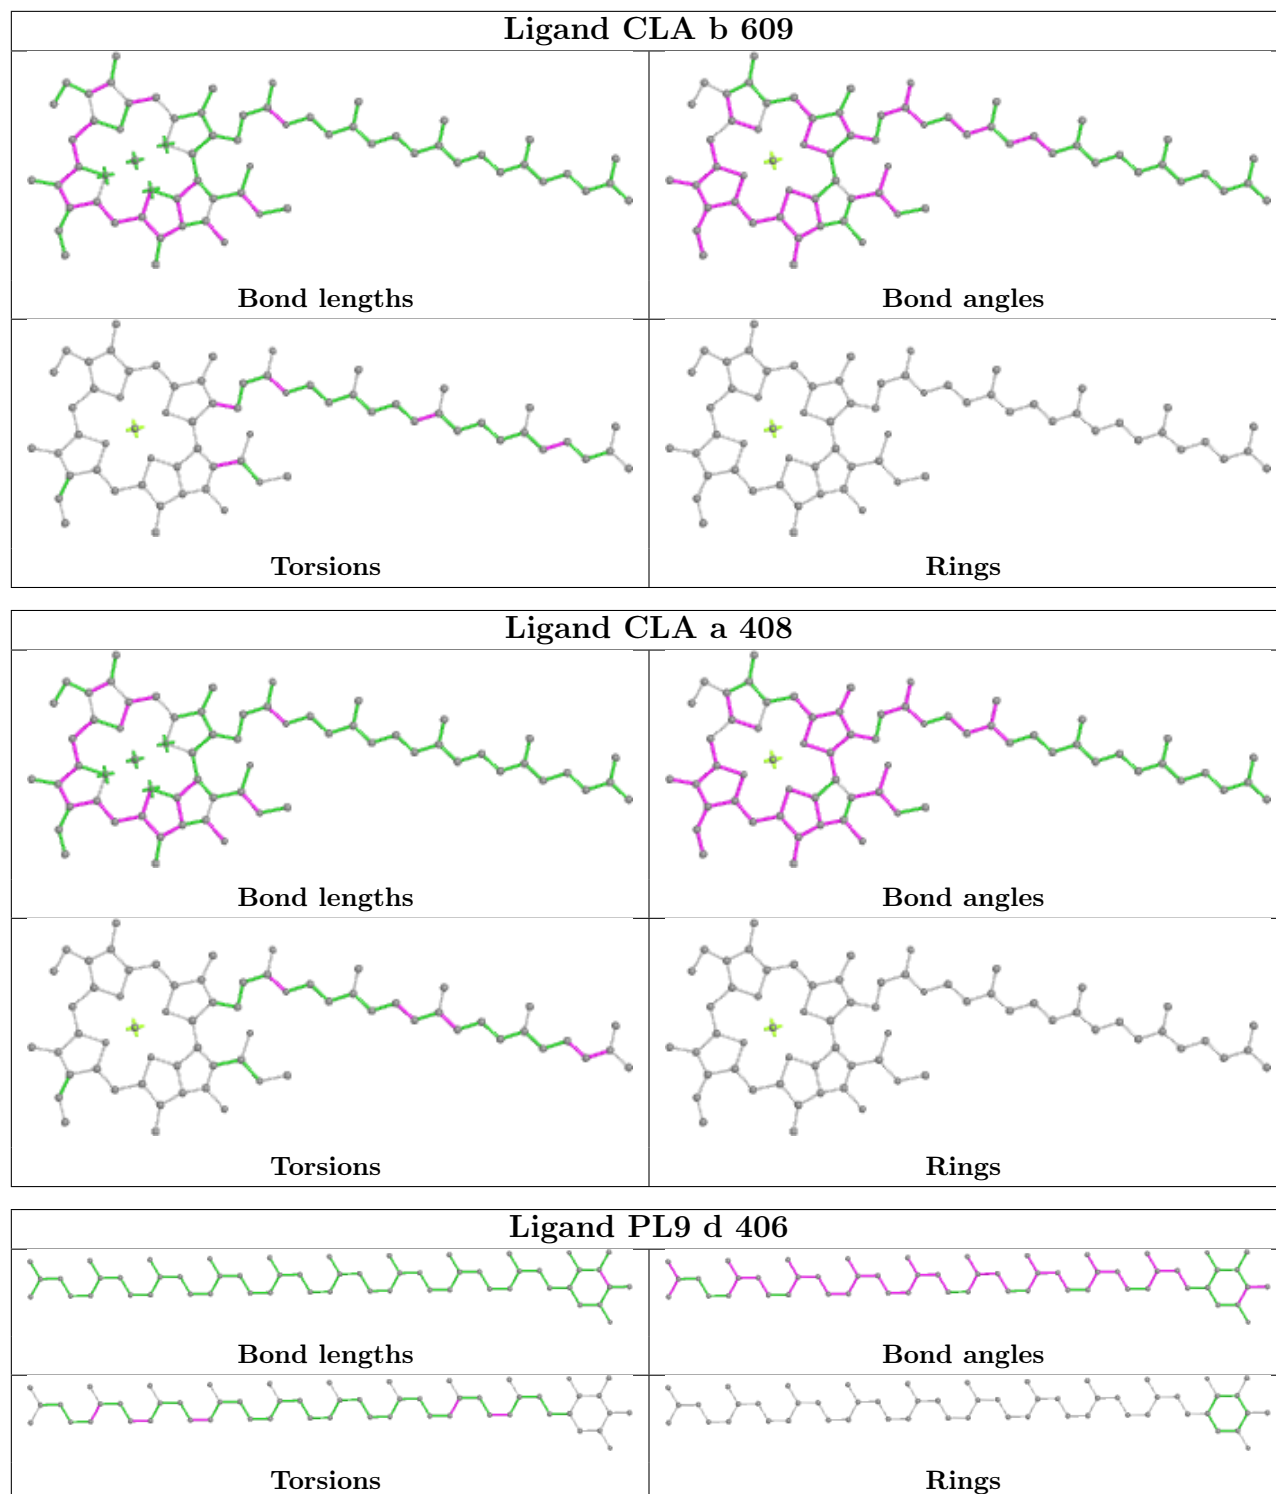 Ligand CLA b 609
Bond lengths
Bond angles
Torsions
Rings
Ligand CLA a 408
Bond lengths
Bond angles
Torsions
Rings
Ligand PL9 d 406
Bond lengths
Bond angles
Torsions
Rings